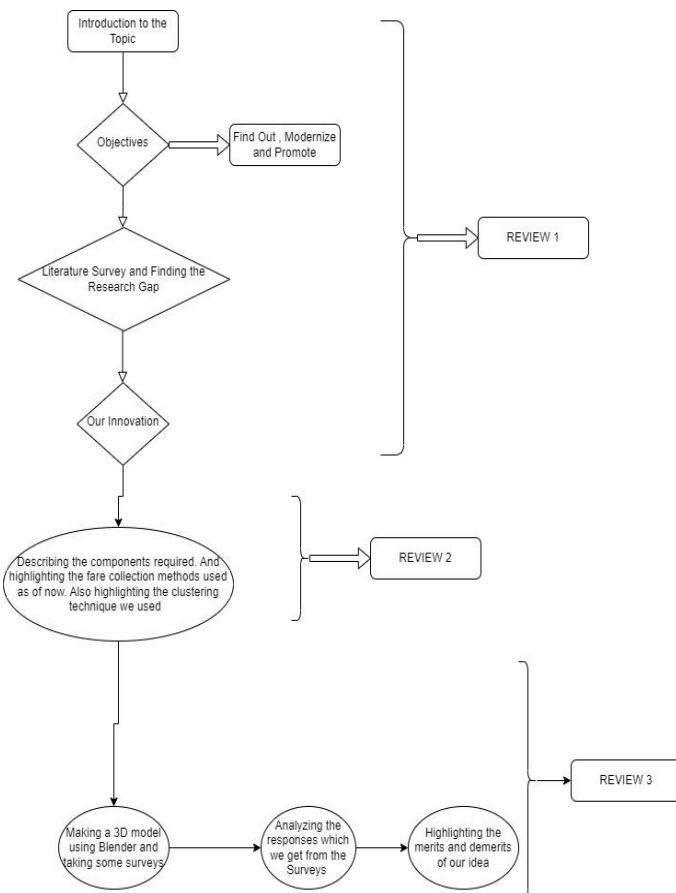 Introduction to the
Topic
Objectives
Find Out , Modernize
and Promote
Literature Survey and Finding the
Research Gap
REVIEW 1
Our Innovation
Describing the components required. And
highlighting the fare collection methods used
as of now. Also highlighting the clustering
technique we used
REVIEW 2
REVIEW 3
Making a 3D model
using Blender and
taking some surveys
Analyzing the
responses which
we get from the
Surveys
Highlighting the
merits and demerits
of our idea